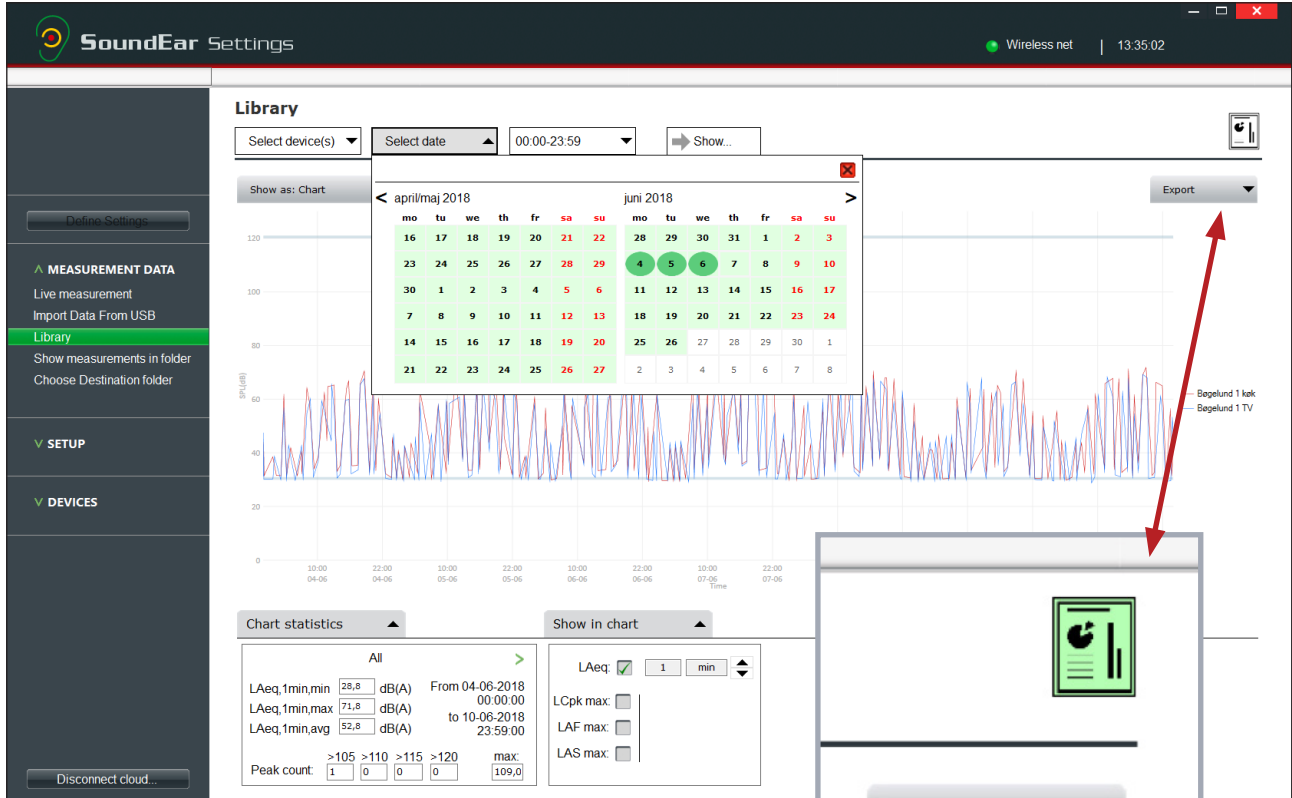 SoundEar Settings
Wireless net | 13:35:02
Library
Select device(s) Select date 00:00-23:59 Show...
Show as: Chart
Export
< april/maj 2018 juni 2018 >
mo tu we th fr sa su mo tu we th fr sa su
16 17 18 19 20 21 22 28 29 30 31 1 2 3
23 24 25 26 27 28 29 4 5 6 7 8 9 10
30 1 2 3 4 5 6 11 12 13 14 15 16 17
7 8 9 10 11 12 13 18 19 20 21 22 23 24
14 15 16 17 18 19 20 25 26 27 28 29 30 1
21 22 23 24 25 26 27 2 3 4 5 6 7 8
Define Settings
MEASUREMENT DATA
Live measurement
Import Data From USB
Library
Show measurements in folder
Choose Destination folder
SETUP
DEVICES
Disconnect cloud...
120
100
80
60
40
20
0
SPL(dB)
10:00 22:00 10:00 22:00 10:00 22:00 10:00 22:00
04-06 04-06 05-06 05-06 06-06 06-06 07-06 07-06
Time
Bøgelund 1 køk
Bøgelund 1 TV
Chart statistics
All >
LAeq,1min,min 28,8 dB(A) From 04-06-2018
00:00:00
LAeq,1min,max 71,8 dB(A)
to 10-06-2018
LAeq,1min,avg 52,8 dB(A) 23:59:00
>105 >110 >115 >120 max:
Peak count: 1 0 0 0 109,0
Show in chart
LAeq: 1 min
LCpk max:
LAF max:
LAS max: